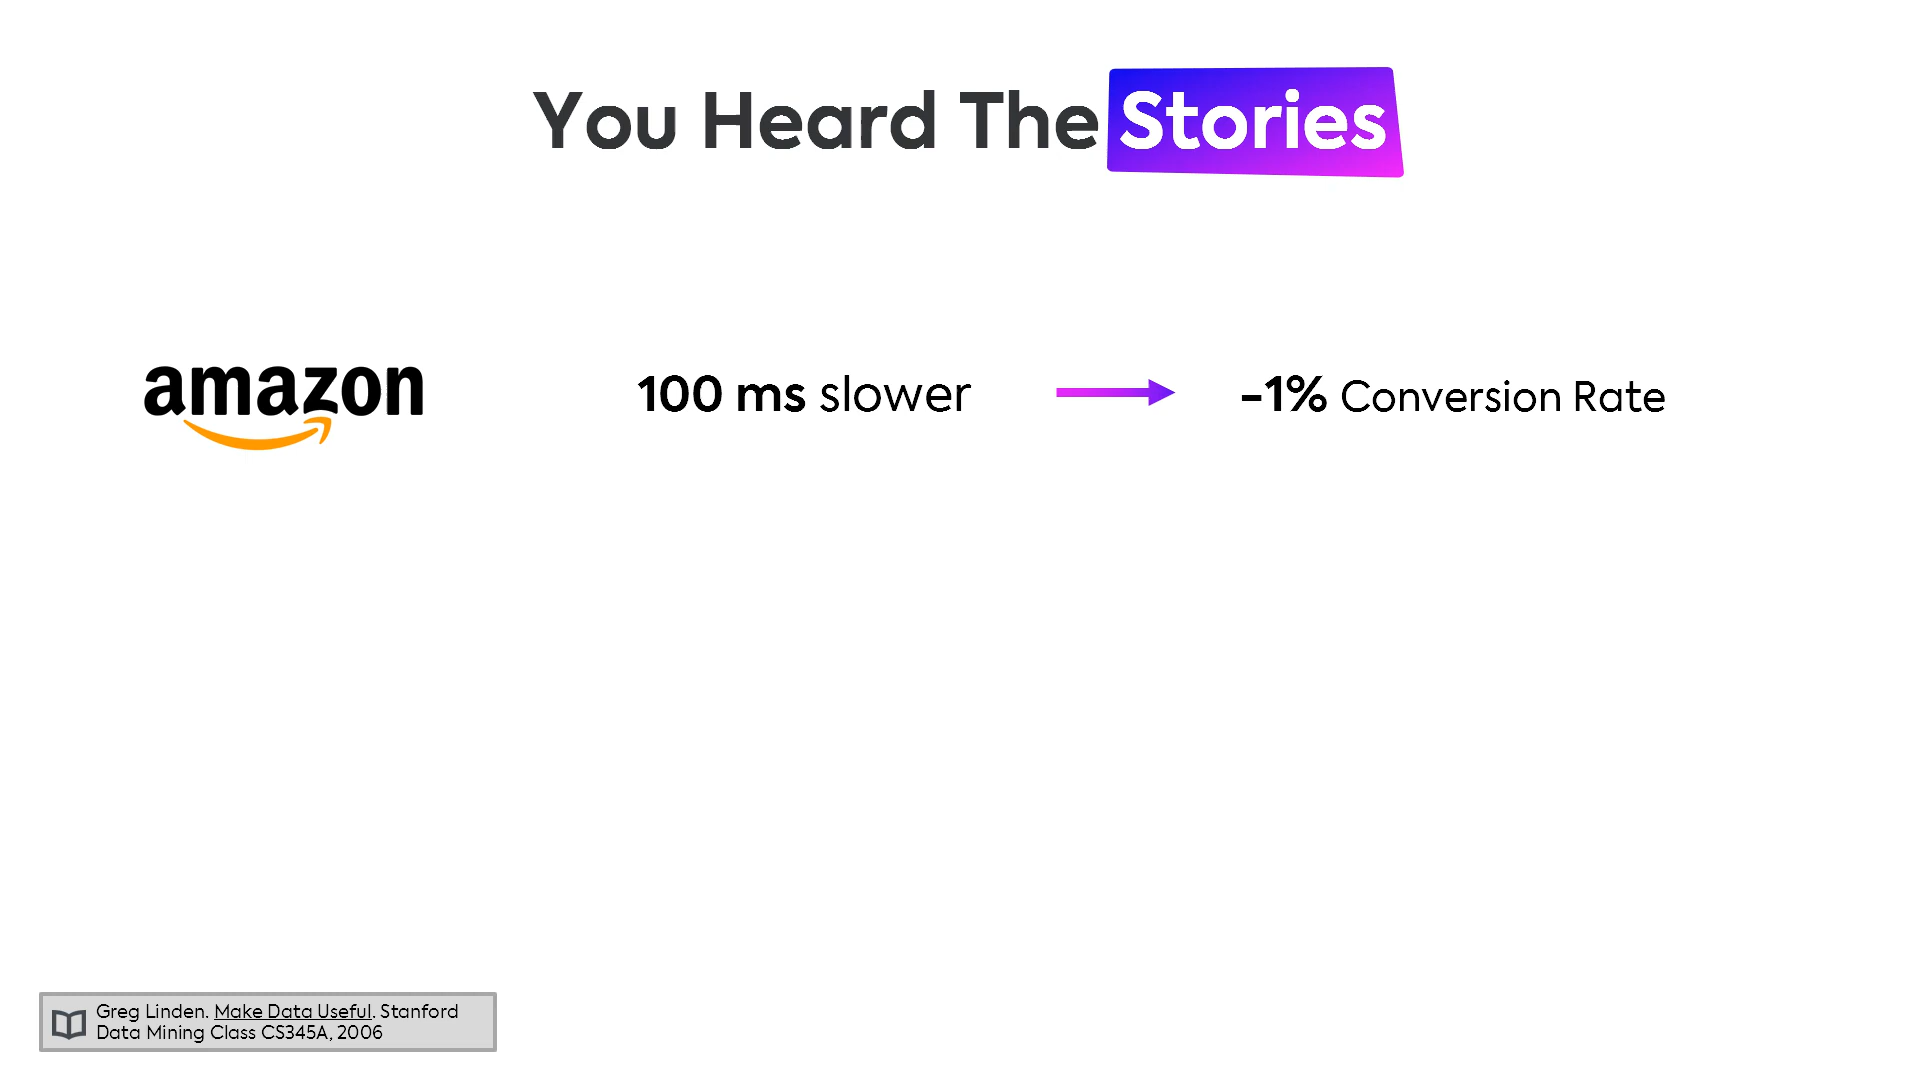 You Heard The Stories
amazon
100 ms slower
-1% Conversion Rate
Greg Linden. Make Data Useful. Stanford
Data Mining Class CS345A, 2006